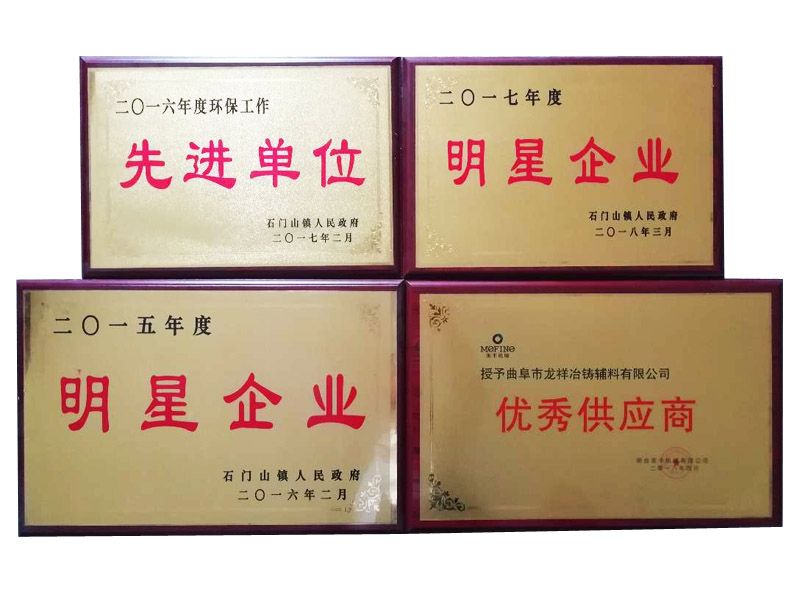 二〇一六年度环保工作
先进单位
石门山镇人民政府
二〇一七年二月
二〇一七年度
明星企业
石门山镇人民政府
二〇一八年三月
二〇一五年度
明星企业
石门山镇人民政府
二〇一六年二月
MeFiNe
授予曲阜市龙祥冶铸辅料有限公司
优秀供应商